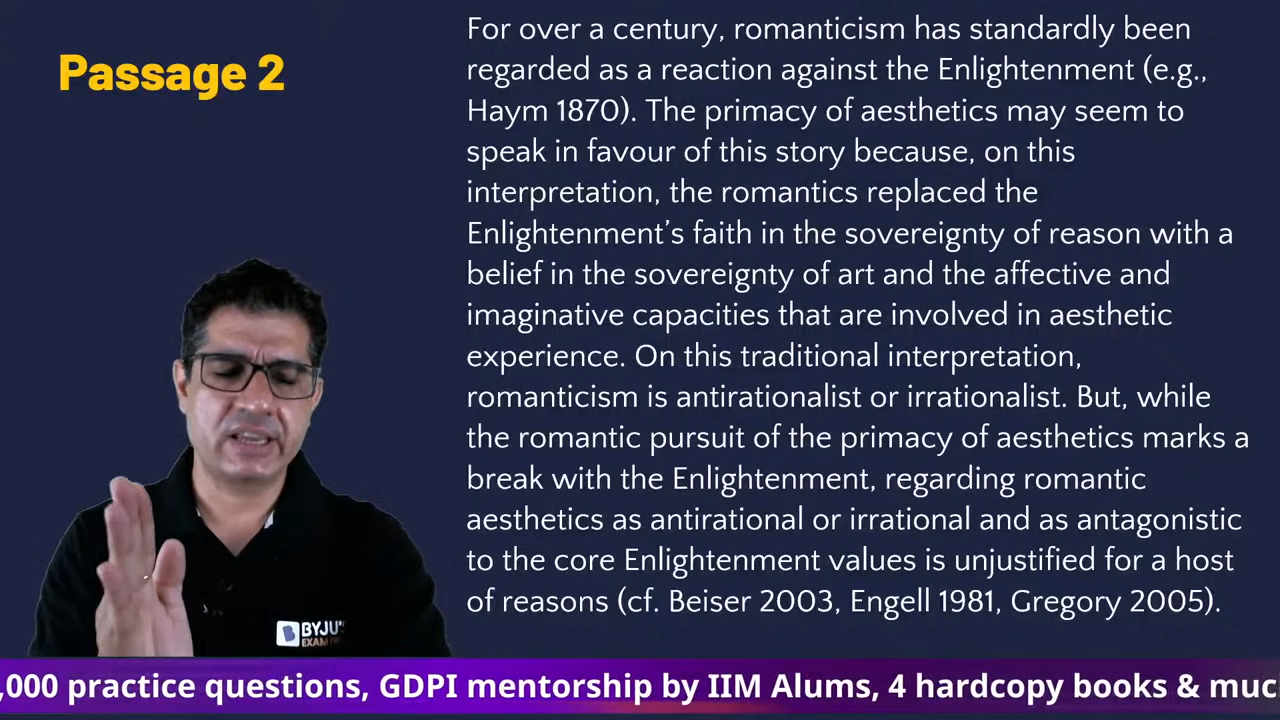 Passage 2
For over a century, romanticism has standardly been
regarded as a reaction against the Enlightenment (e.g.,
Haym 1870). The primacy of aesthetics may seem to
speak in favour of this story because, on this
interpretation, the romantics replaced the
Enlightenment’s faith in the sovereignty of reason with a
belief in the sovereignty of art and the affective and
imaginative capacities that are involved in aesthetic
experience. On this traditional interpretation,
romanticism is antirationalist or irrationalist. But, while
the romantic pursuit of the primacy of aesthetics marks a
break with the Enlightenment, regarding romantic
aesthetics as antirational or irrational and as antagonistic
to the core Enlightenment values is unjustified for a host
of reasons (cf. Beiser 2003, Engell 1981, Gregory 2005).
BYJU'S
EXAM
,000 practice questions, GDPI mentorship by IIM Alums, 4 hardcopy books &